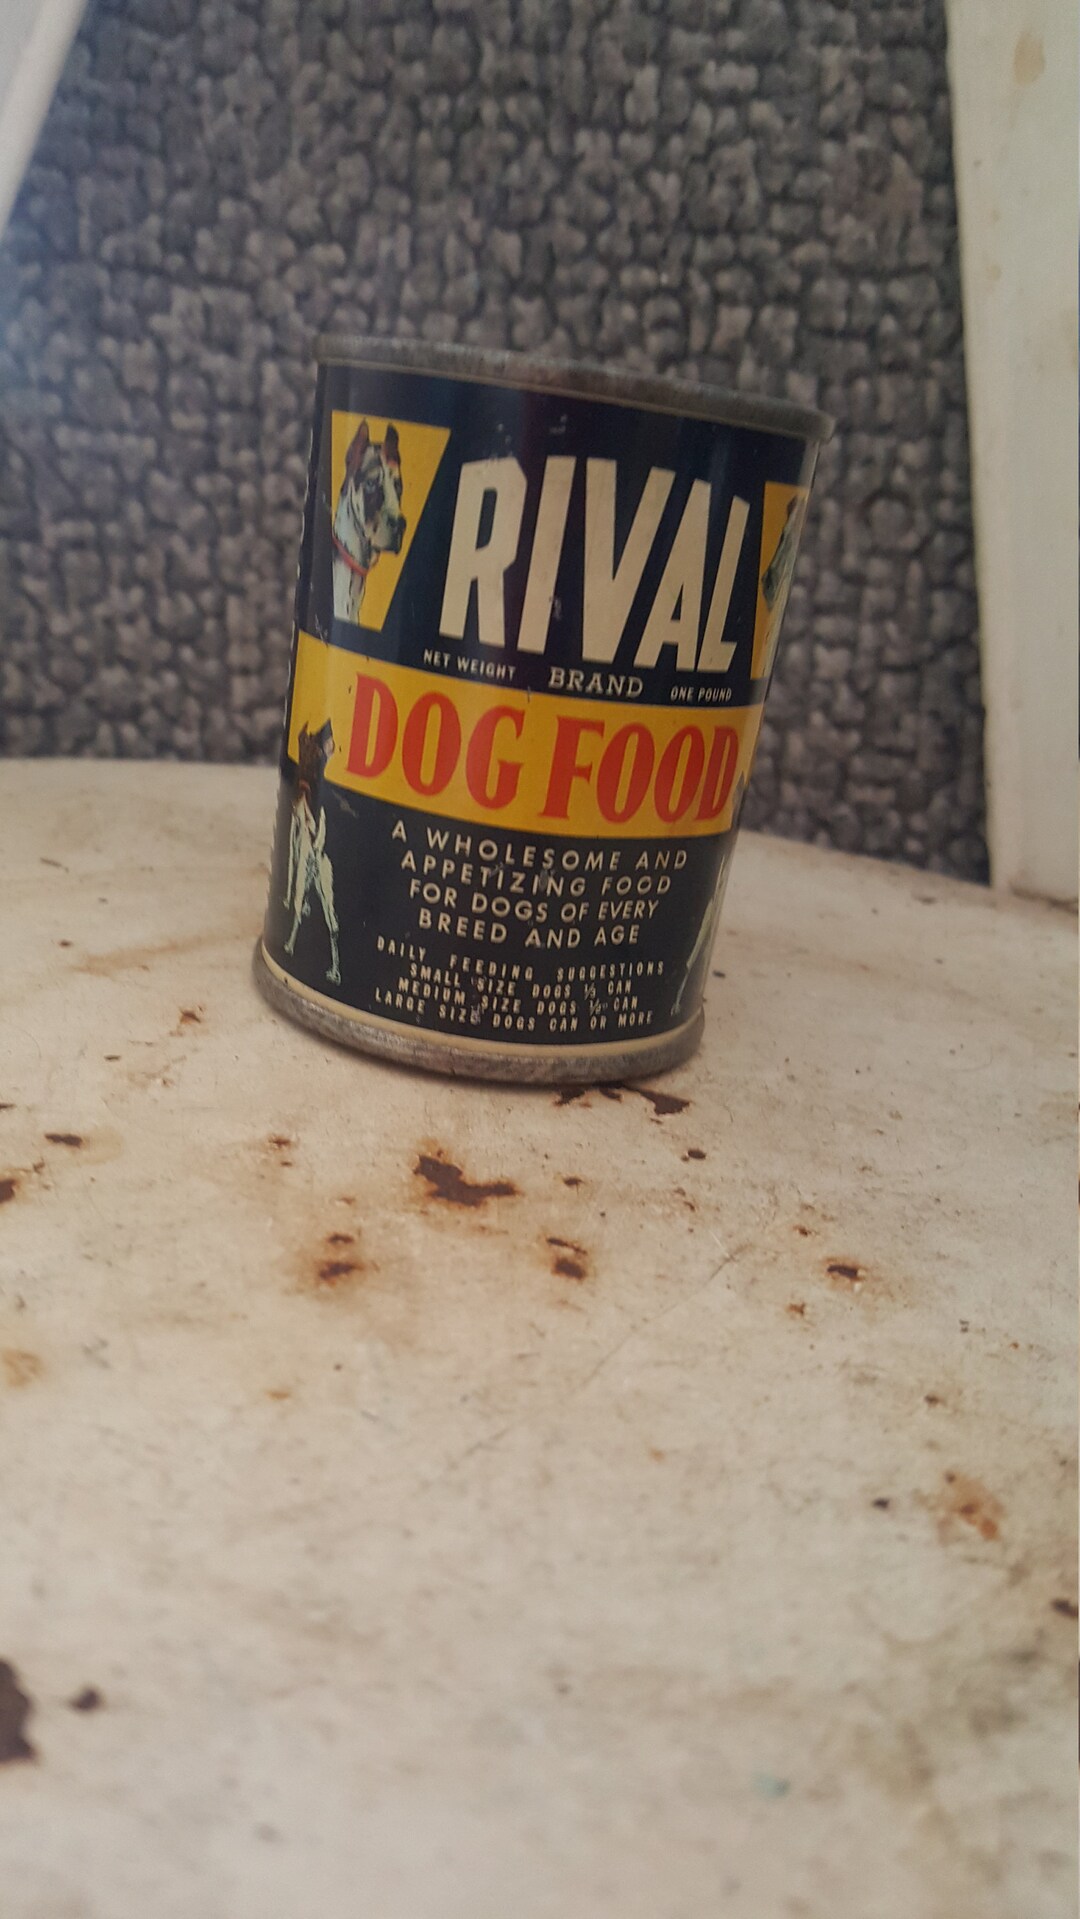 RIVAL
NET WEIGHT BRAND ONE POUND
DOG FOOD
A WHOLESOME AND
APPETIZING FOOD
FOR DOGS OF EVERY
BREED AND AGE
DAILY FEEDING SUGGESTIONS
SMALL SIZE DOGS ⅓ CAN
MEDIUM SIZE DOGS ½ CAN
LARGE SIZE DOGS CAN OR MORE